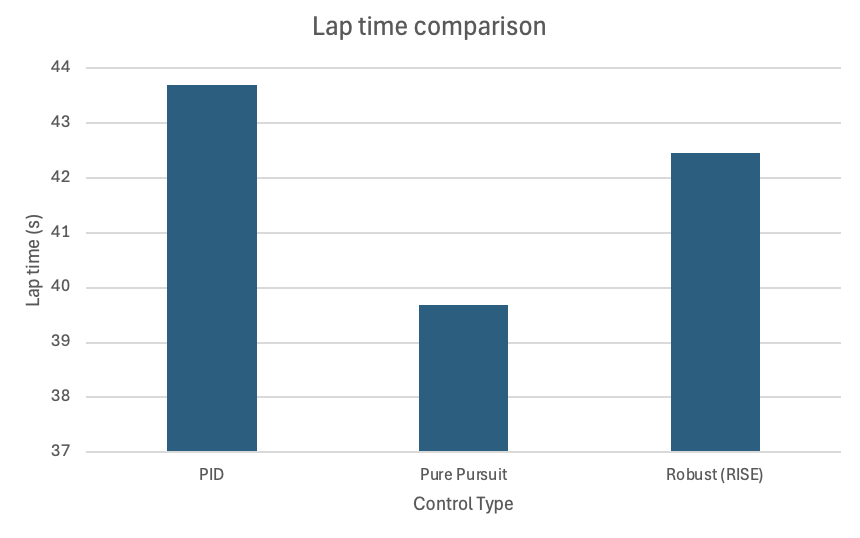 Lap time comparison
44
43
42
41
40
39
38
37
Lap time (s)
PID
Pure Pursuit
Robust (RISE)
Control Type